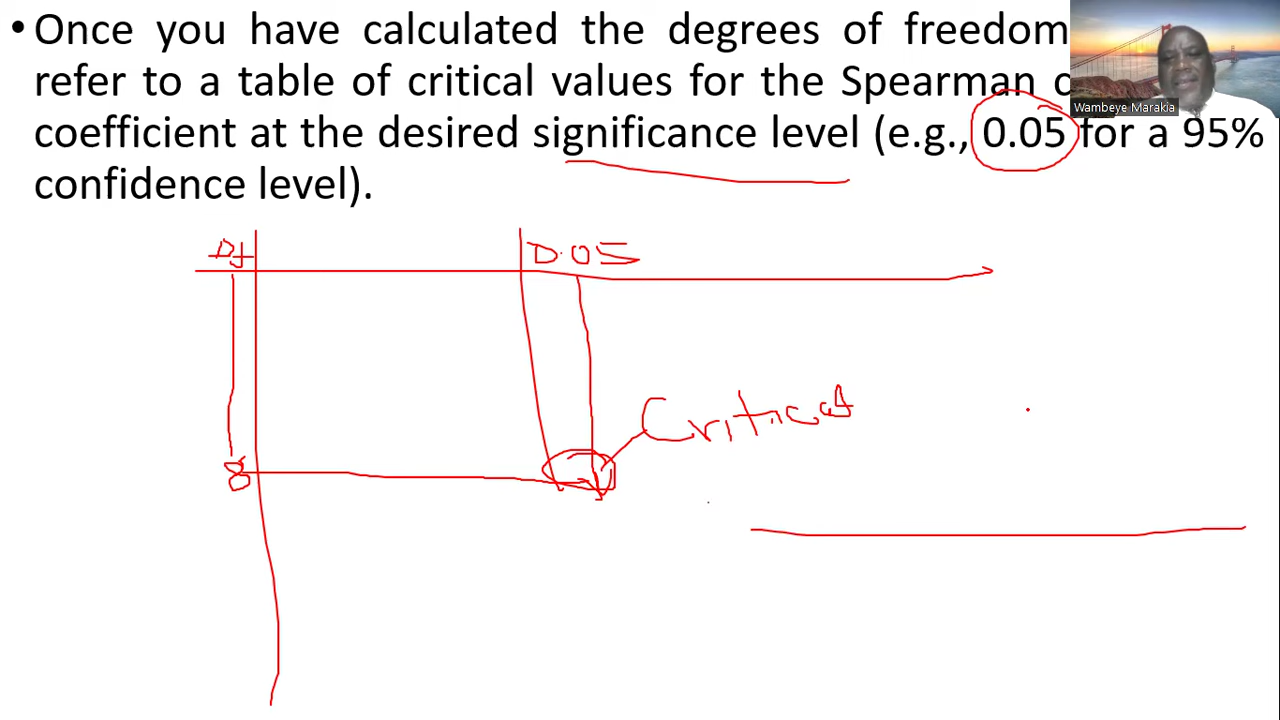 • Once you have calculated the degrees of freedom
refer to a table of critical values for the Spearman c
coefficient at the desired significance level (e.g., 0.05 for a 95%
confidence level).
Wambeye Marakia
Df 0.05
Critical
8